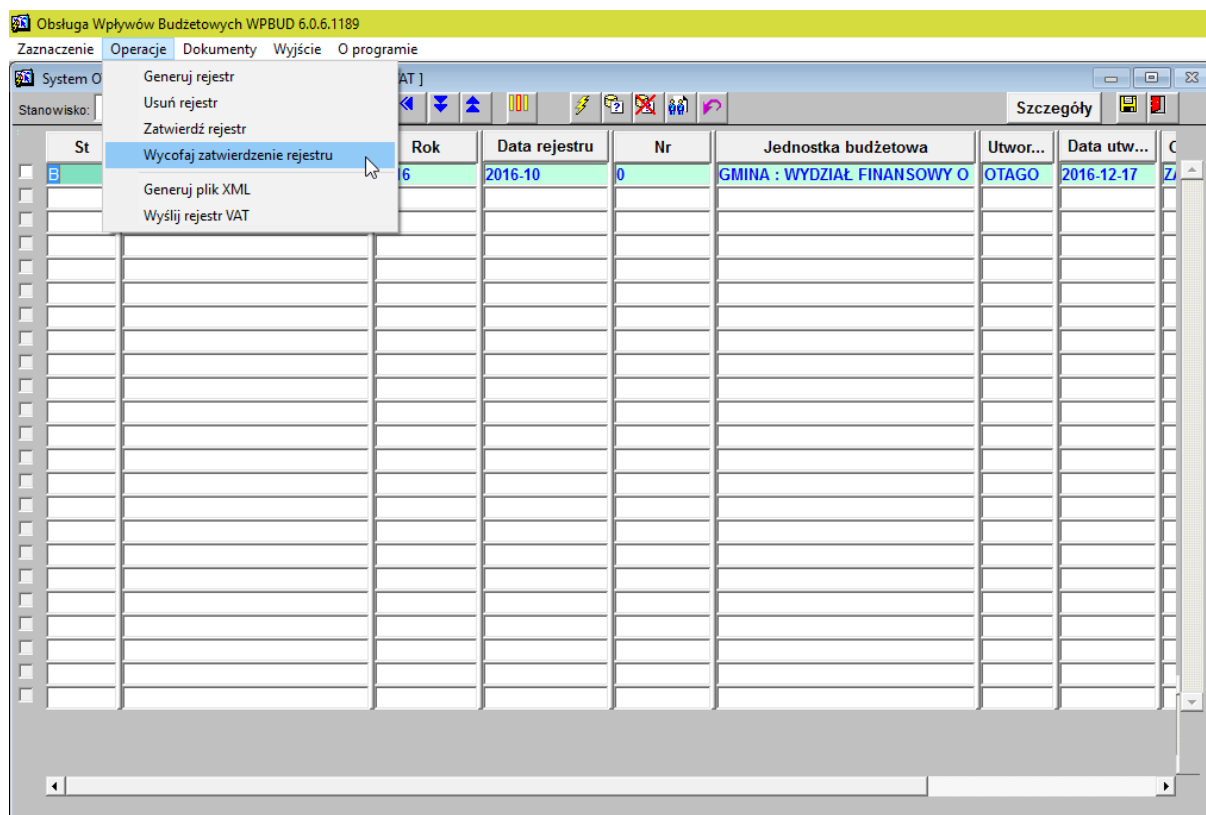 Obsługa Wpływów Budżetowych WPBUD 6.0.6.1189
Zaznaczenie Operacje Dokumenty Wyjście O programie
System O AT ]
Generuj rejestr
Usuń rejestr
Zatwierdź rejestr
Wycofaj zatwierdzenie rejestru
Generuj plik XML
Wyślij rejestr VAT
Stanowisko: Szczegóły
St Rok Data rejestru Nr Jednostka budżetowa Utwor... Data utw...
B 16 2016-10 0 GMINA : WYDZIAŁ FINANSOWY O OTAGO 2016-12-17